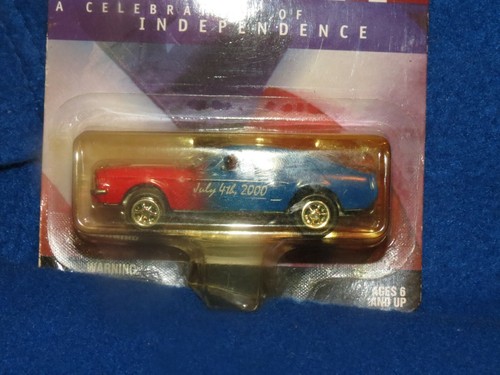 A CELEBRATION OF
INDEPENDENCE
July 4th, 2000
WARNING
AGES 6
AND UP